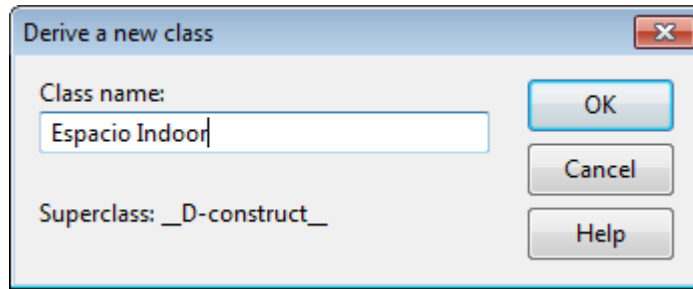 Derive a new class
Class name:
Espacio Indoor
Superclass: __D-construct__
OK
Cancel
Help